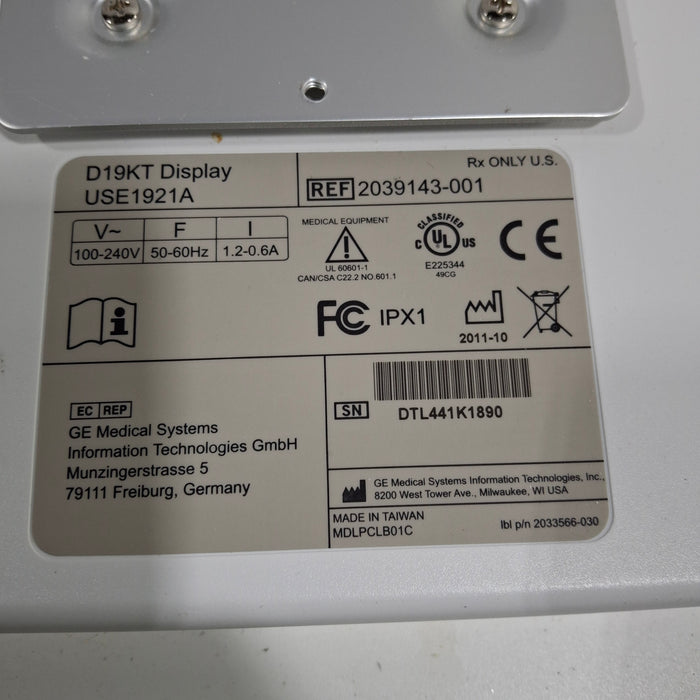 D19KT Display
USE1921A
Rx ONLY U.S.
REF 2039143-001
V~ F I
100-240V 50-60Hz 1.2-0.6A
MEDICAL EQUIPMENT
UL 60601-1
CAN/CSA C22.2 NO.601.1
CLASSIFIED
C UL US
E225344
49CG
CE
i
FC IPX1
2011-10
EC REP
GE Medical Systems
Information Technologies GmbH
Munzingerstrasse 5
79111 Freiburg, Germany
SN DTL441K1890
GE Medical Systems Information Technologies, Inc.,
8200 West Tower Ave., Milwaukee, WI USA
MADE IN TAIWAN
MDLPCLB01C
lbl p/n 2033566-030